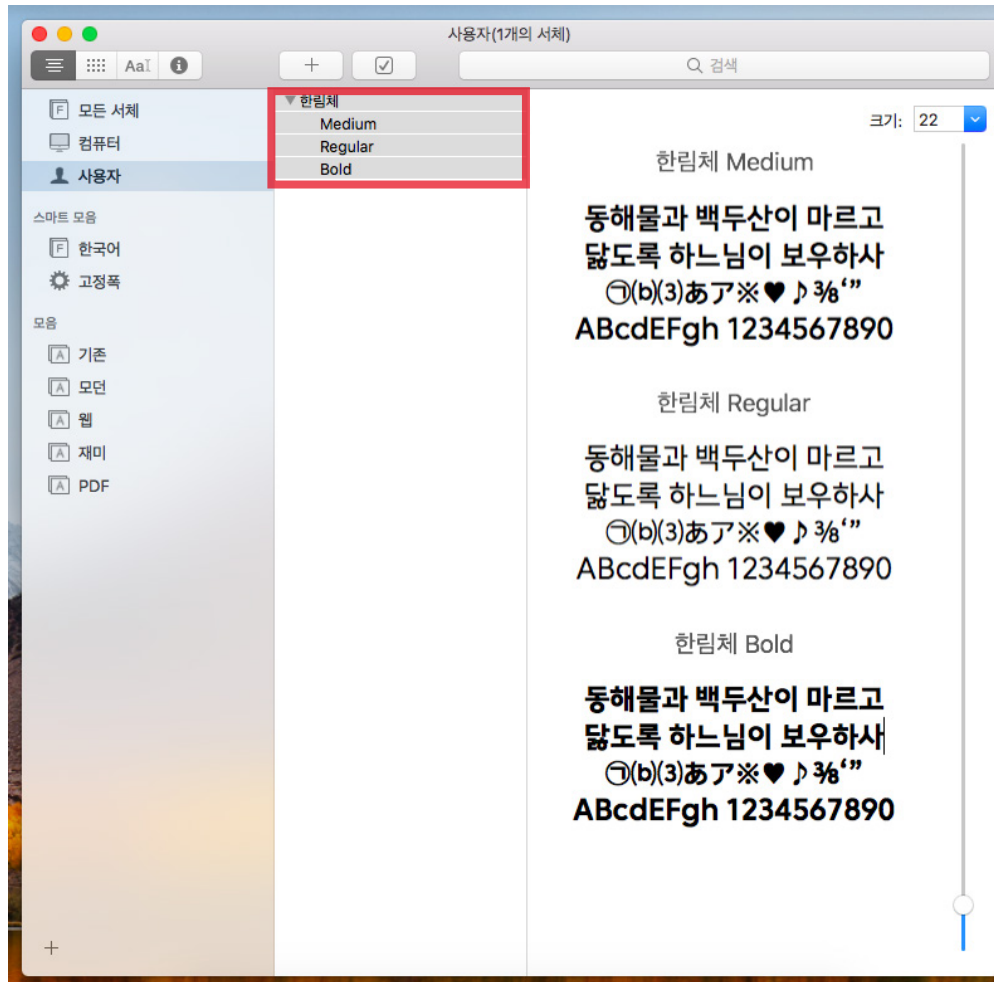 사용자(1개의 서체)
검색
모든 서체
컴퓨터
사용자
스마트 모음
한국어
고정폭
모음
기존
모던
웹
재미
PDF
한림체
Medium
Regular
Bold
크기: 22
한림체 Medium
동해물과 백두산이 마르고
닳도록 하느님이 보우하사
㉠⒝⑶あア※♥♪⅜‘”
ABcdEFgh 1234567890
한림체 Regular
동해물과 백두산이 마르고
닳도록 하느님이 보우하사
㉠⒝⑶あア※♥♪⅜‘”
ABcdEFgh 1234567890
한림체 Bold
동해물과 백두산이 마르고
닳도록 하느님이 보우하사
㉠⒝⑶あア※♥♪⅜‘”
ABcdEFgh 1234567890